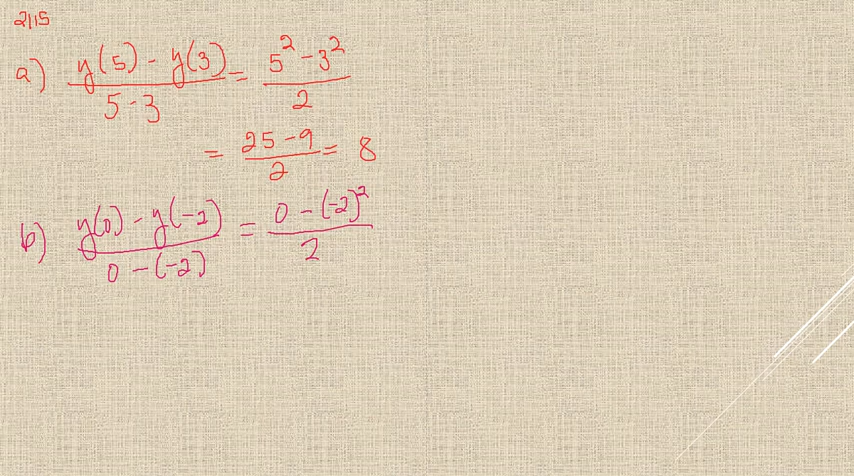 2/15
a) (y(5) - y(3))/(5-3) = (5² - 3²)/2
= (25-9)/2 = 8
b) (y(0) - y(-2))/(0-(-2)) = (0-(-2)²)/2